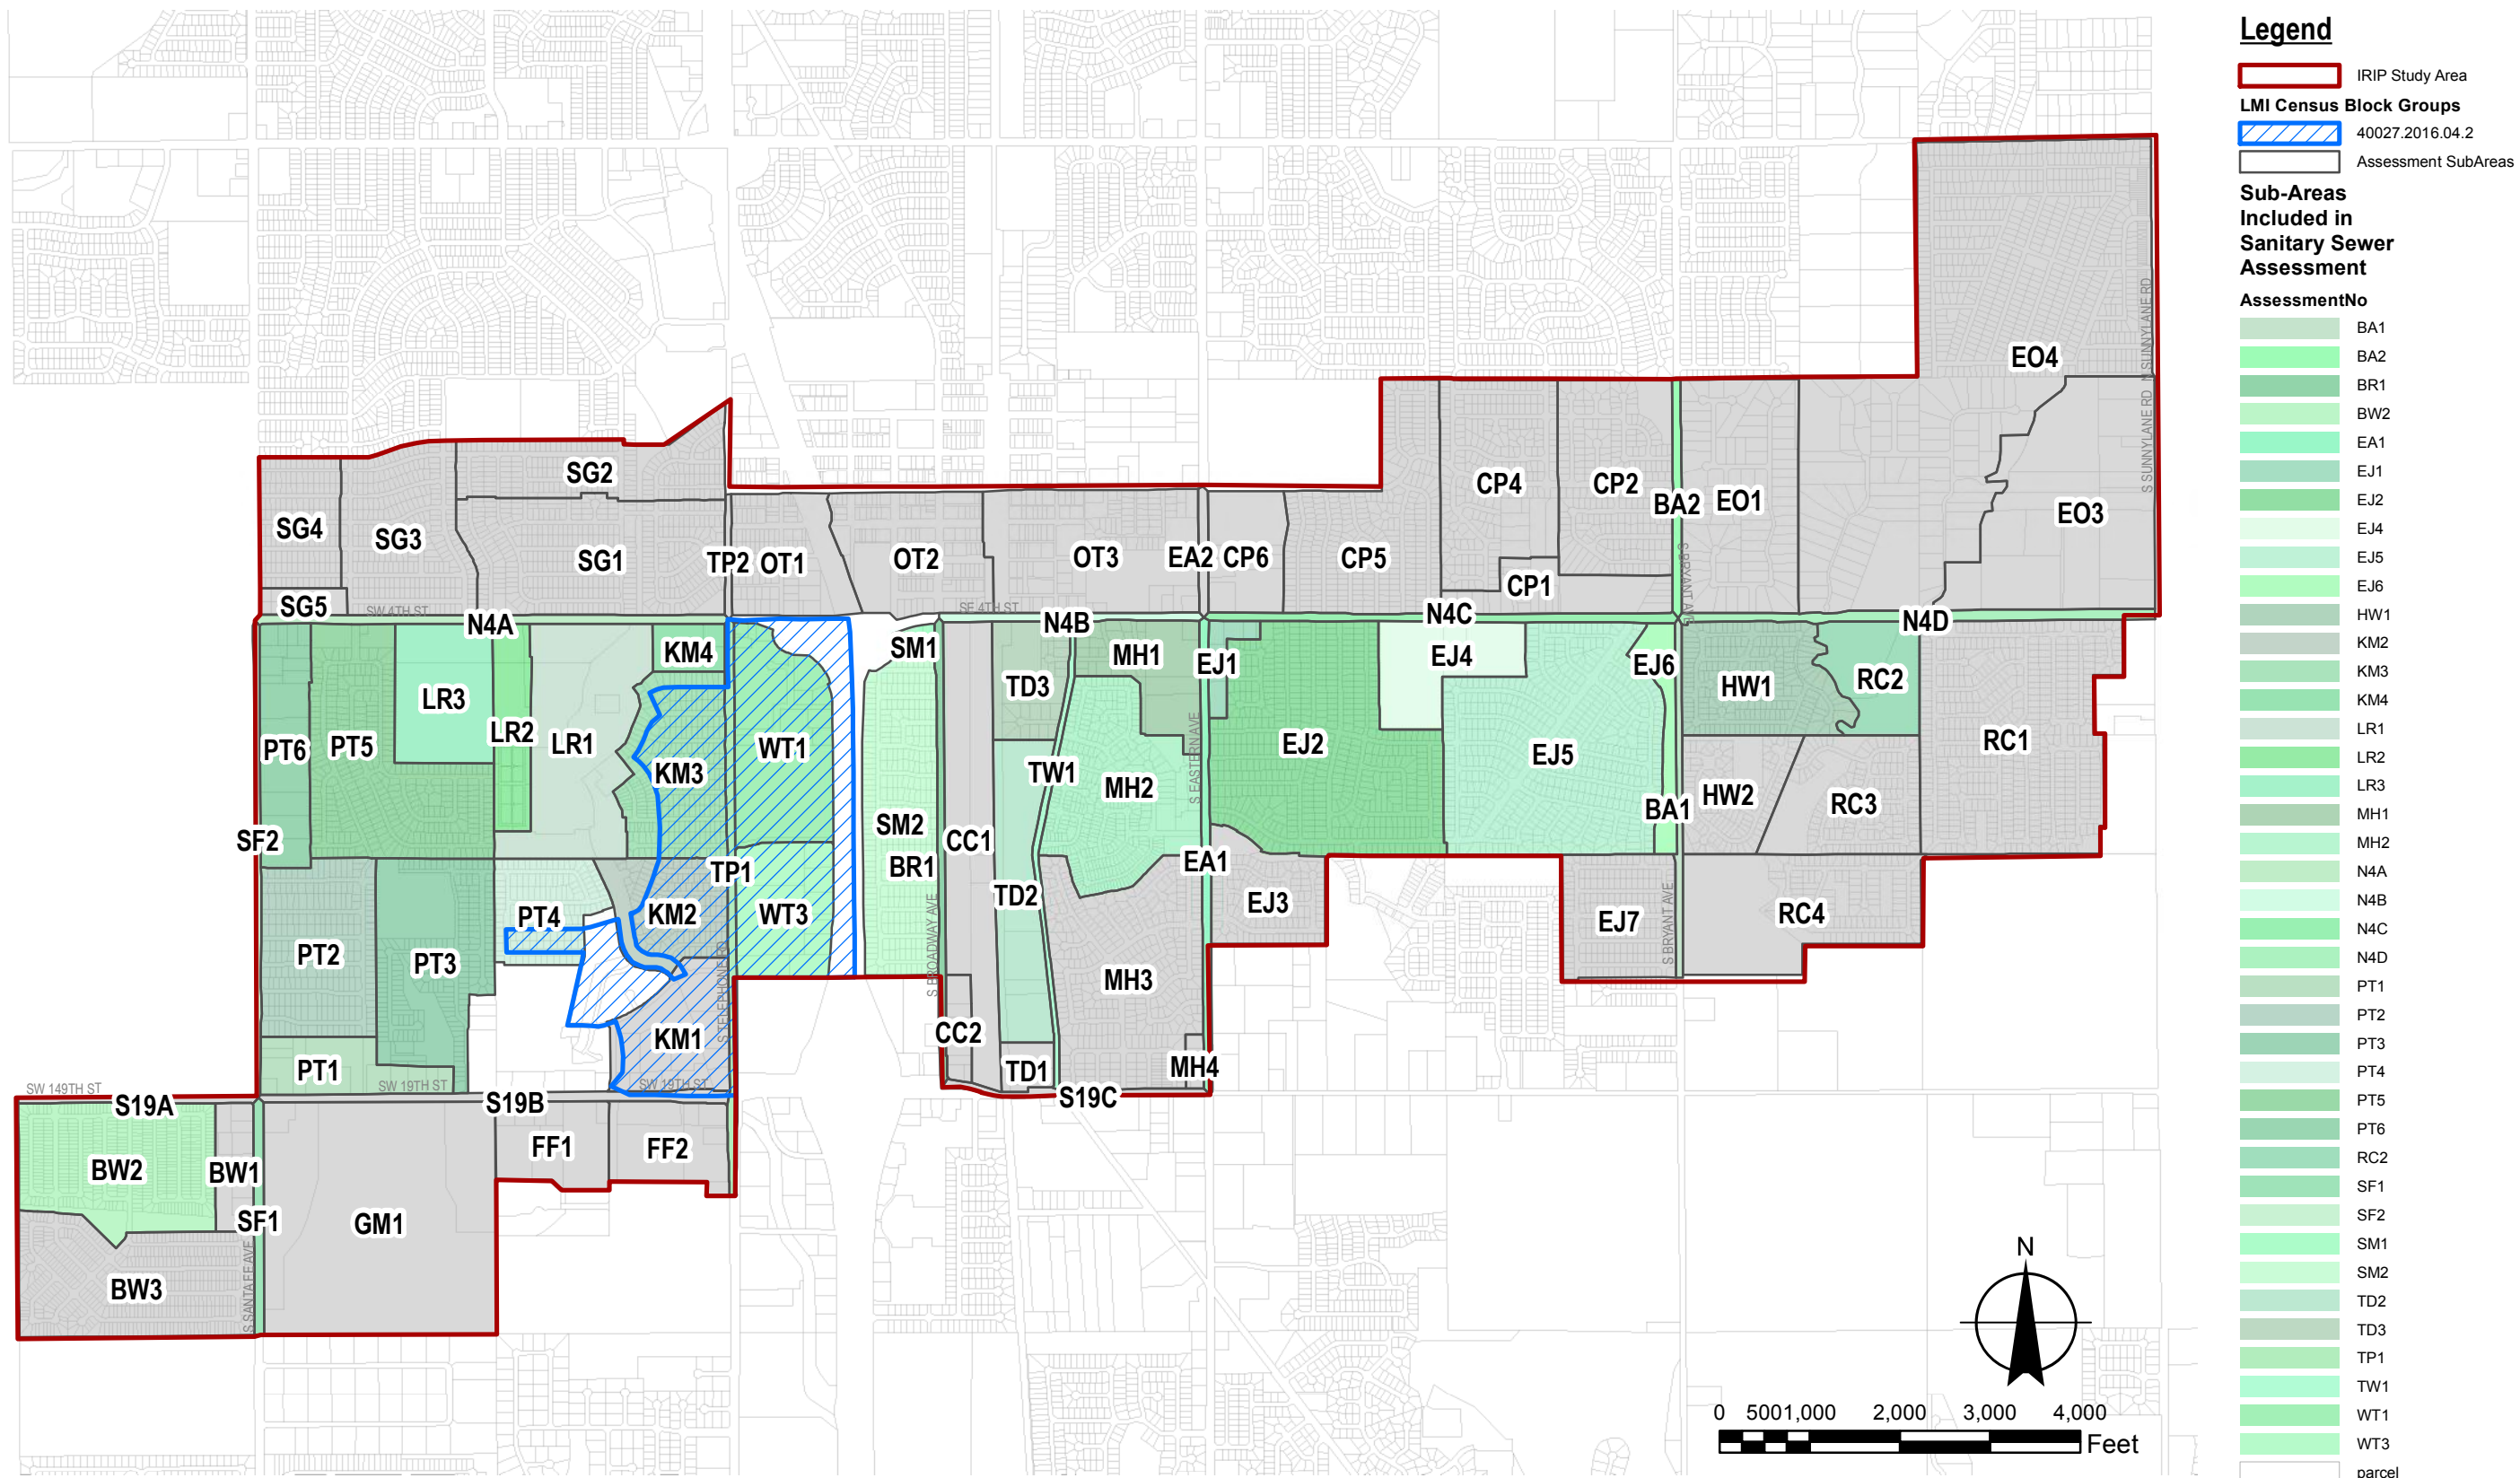 Legend
IRIP Study Area
LMI Census Block Groups
40027.2016.04.2
Assessment SubAreas
Sub-Areas
Included in
Sanitary Sewer
Assessment
AssessmentNo
BA1
BA2
BR1
BW2
EA1
EJ1
EJ2
EJ4
EJ5
EJ6
HW1
KM2
KM3
KM4
LR1
LR2
LR3
MH1
MH2
N4A
N4B
N4C
N4D
PT1
PT2
PT3
PT4
PT5
PT6
RC2
SF1
SF2
SM1
SM2
TD2
TD3
TP1
TW1
WT1
WT3
parcel
EO4
N SUNNYLANE RD
S SUNNYLANE RD
SG2
CP4
CP2
BA2
EO1
EO3
SG4
SG3
SG1
TP2
OT1
OT2
OT3
EA2
CP6
CP5
CP1
S BRYANT AVE
SG5
SW 4TH ST
SE 4TH ST
N4A
N4B
N4C
N4D
KM4
SM1
MH1
EJ1
EJ4
EJ6
HW1
RC2
LR3
TD3
PT6
PT5
LR2
LR1
WT1
EJ2
EJ5
RC1
KM3
TW1
MH2
S EASTERN AVE
HW2
RC3
BA1
SF2
SM2
CC1
TP1
BR1
EA1
PT4
KM2
WT3
TD2
EJ3
EJ7
RC4
PT2
PT3
S TELEPHONE RD
S BROADWAY AVE
S BRYANT AVE
MH3
KM1
CC2
PT1
TD1
MH4
SW 149TH ST
SW 19TH ST
SW 19TH ST
S19A
S19B
S19C
BW2
BW1
FF1
FF2
SF1
GM1
BW3
S SANTA FE AVE
N
0 500 1,000 2,000 3,000 4,000
Feet